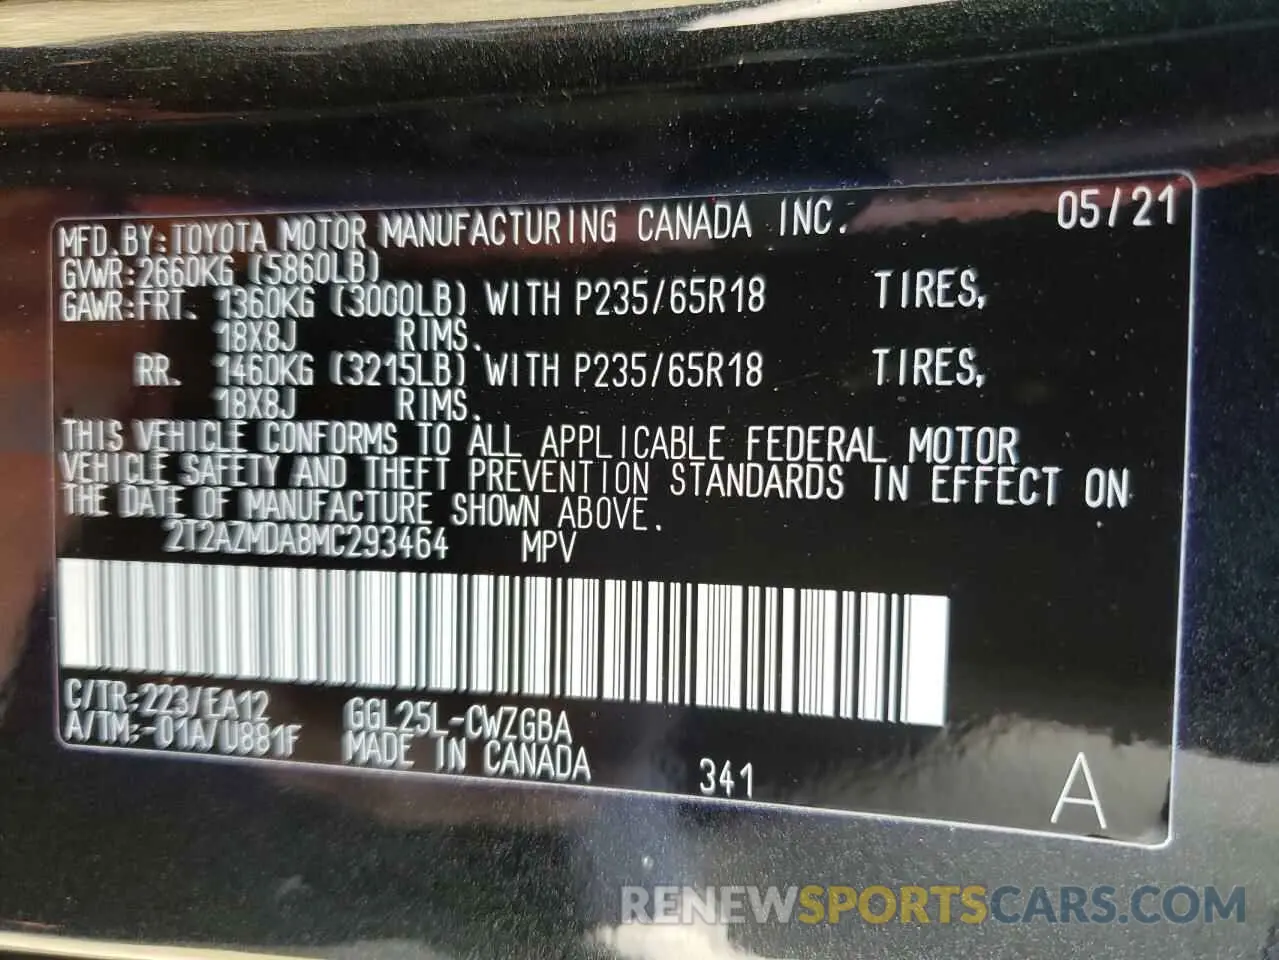 05/21
MFD.BY:TOYOTA MOTOR MANUFACTURING CANADA INC.
GVWR:2660KG (5860LB)
GAWR:FRT. 1360KG (3000LB) WITH P235/65R18 TIRES,
18X8J RIMS.
RR. 1460KG (3215LB) WITH P235/65R18 TIRES,
18X8J RIMS.
THIS VEHICLE CONFORMS TO ALL APPLICABLE FEDERAL MOTOR
VEHICLE SAFETY AND THEFT PREVENTION STANDARDS IN EFFECT ON
THE DATE OF MANUFACTURE SHOWN ABOVE.
2T2AZMDA8MC293464 MPV
C/TR:223/EA12 GGL25L-CWZGBA
A/TM:-01A/U881F MADE IN CANADA
341
A
RENEWSPORTSCARS.COM